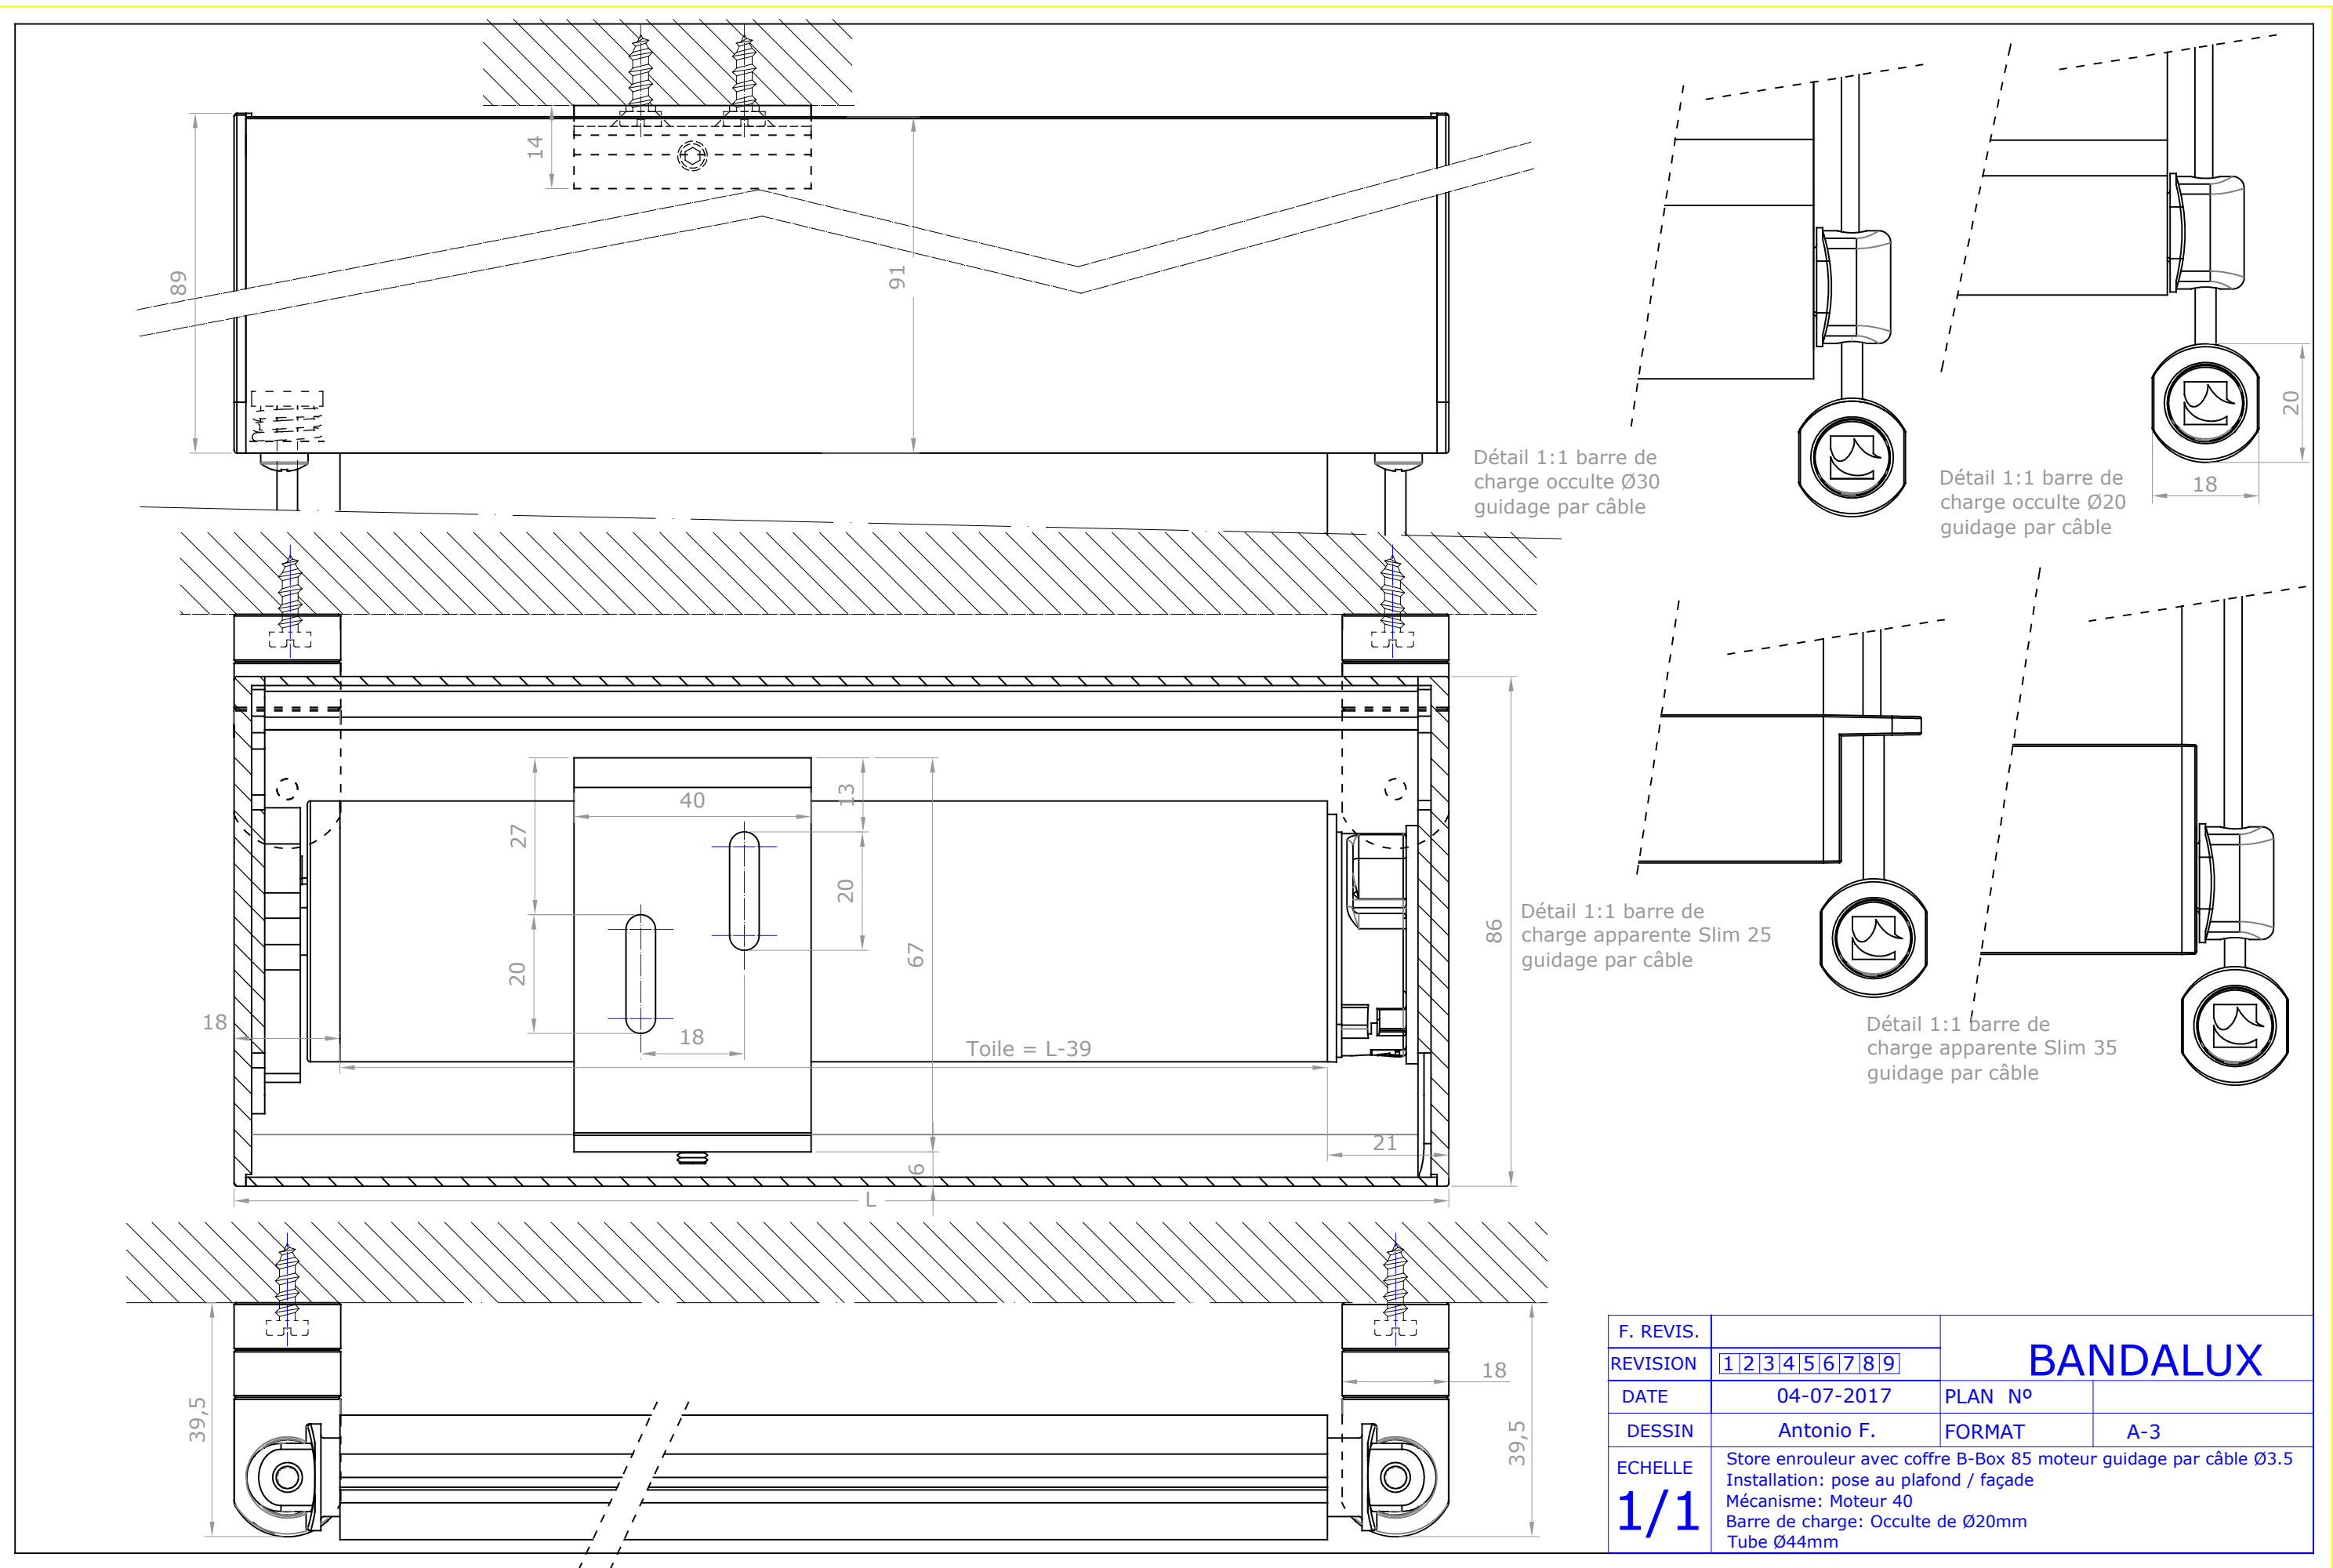 14
89
91
Détail 1:1 barre de
charge occulte Ø30
guidage par câble
20
18
Détail 1:1 barre de
charge occulte Ø20
guidage par câble
40
13
27
20
20
67
18
18
Toile = L-39
21
6
L
86
Détail 1:1 barre de
charge apparente Slim 25
guidage par câble
Détail 1:1 barre de
charge apparente Slim 35
guidage par câble
39,5
18
39,5
F. REVIS.
REVISION 1 2 3 4 5 6 7 8 9
BANDALUX
DATE 04-07-2017 PLAN Nº
DESSIN Antonio F. FORMAT A-3
ECHELLE
1/1
Store enrouleur avec coffre B-Box 85 moteur guidage par câble Ø3.5
Installation: pose au plafond / façade
Mécanisme: Moteur 40
Barre de charge: Occulte de Ø20mm
Tube Ø44mm